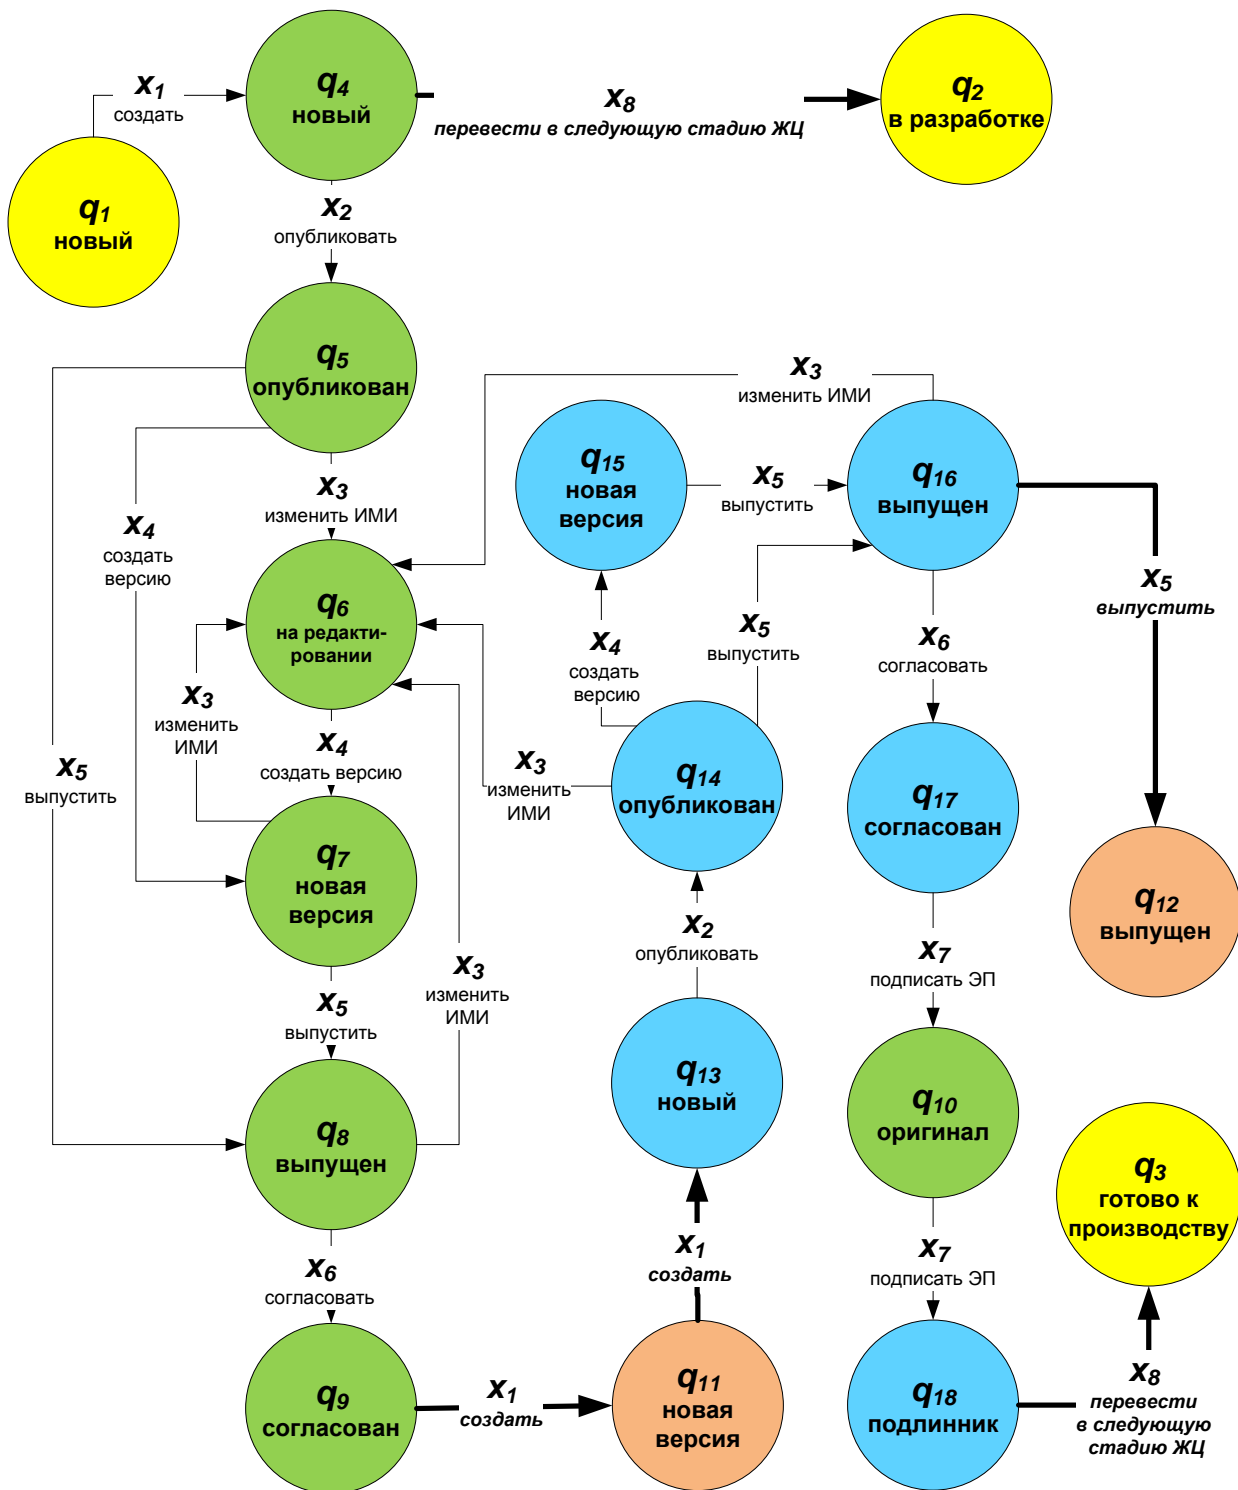 x1
создать
q4
новый
x8
перевести в следующую стадию ЖЦ
q2
в разработке
q1
новый
x2
опубликовать
q5
опубликован
x3
изменить ИМИ
x3
изменить ИМИ
x4
создать
версию
q15
новая
версия
x5
выпустить
q16
выпущен
x5
выпустить
q6
на редакти-
ровании
x4
создать
версию
x5
выпустить
x6
согласовать
x3
изменить
ИМИ
x4
создать версию
x5
выпустить
x3
изменить
ИМИ
q14
опубликован
q17
согласован
q7
новая
версия
x3
изменить
ИМИ
x2
опубликовать
x7
подписать ЭП
q12
выпущен
x5
выпустить
q8
выпущен
q13
новый
q10
оригинал
q3
готово к
производству
x6
согласовать
x1
создать
x7
подписать ЭП
q9
согласован
x1
создать
q11
новая
версия
q18
подлинник
x8
перевести
в следующую
стадию ЖЦ